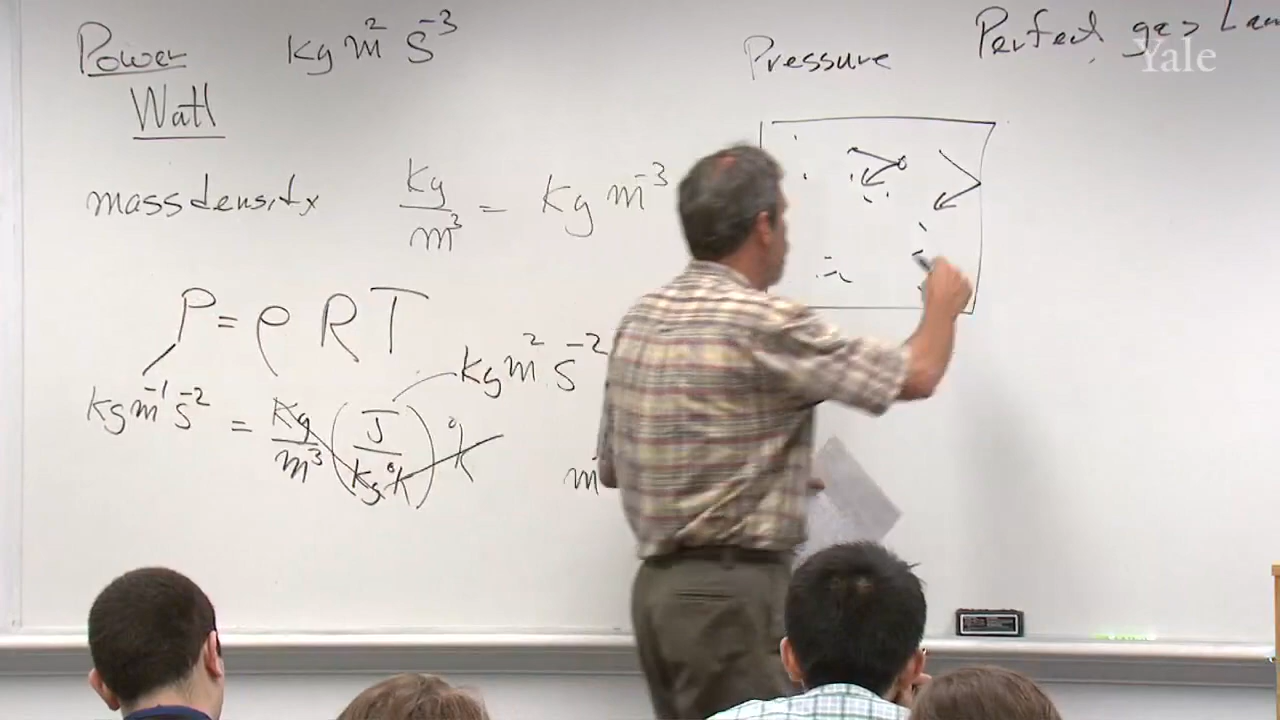 Power kg m² s⁻³
Watt
mass density kg/m³ = kg m⁻³
P = ρ R T
kg m² s⁻²
kg m⁻¹ s⁻² = kg/m³ (J/kg°K) °K
m
Pressure
Perfect gas Law
Yale